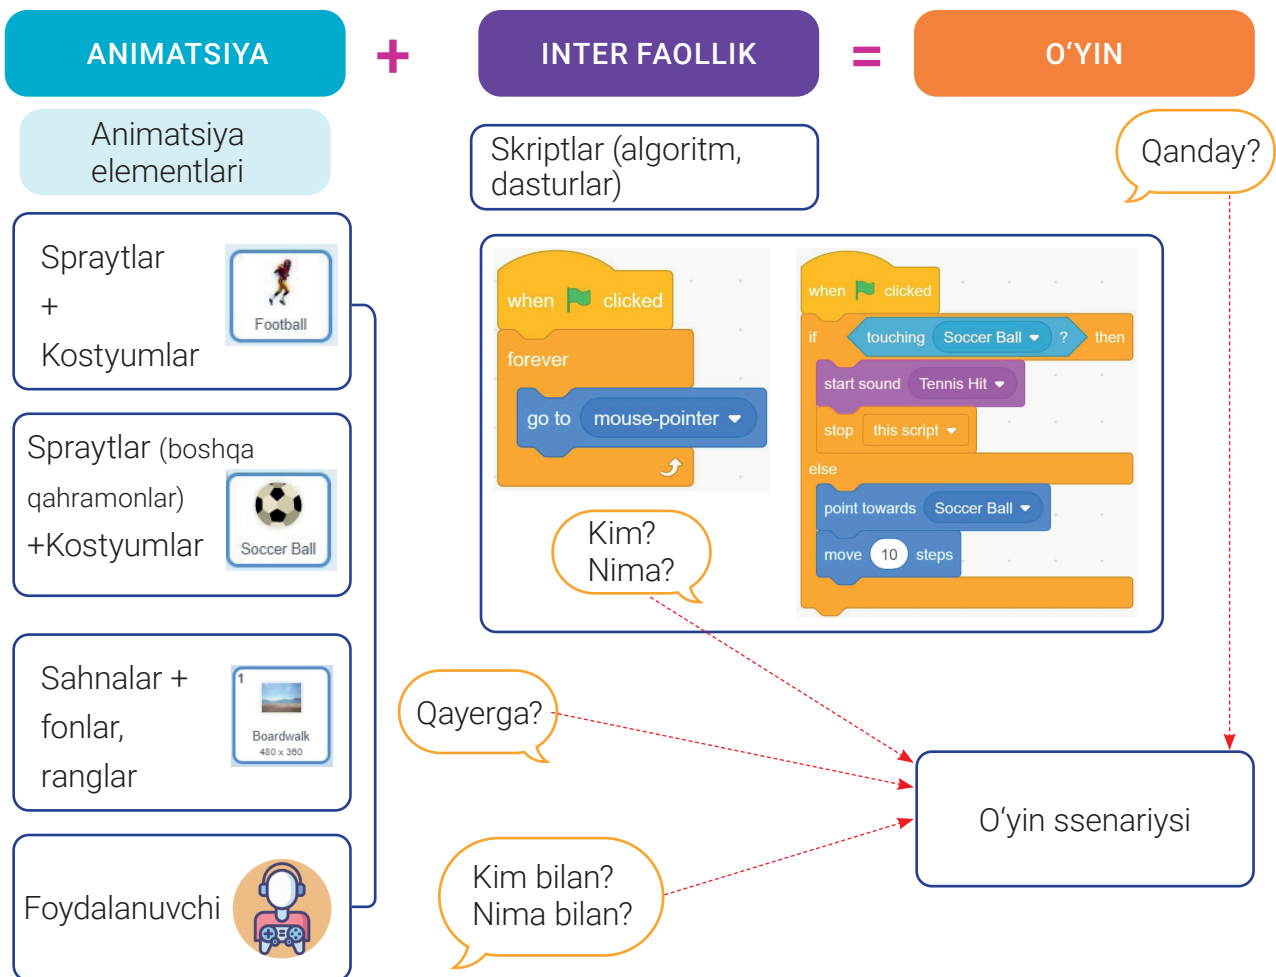 ANIMATSIYA
+
INTER FAOLLIK
=
O‘YIN
Animatsiya
elementlari
Skriptlar (algoritm,
dasturlar)
Qanday?
Spraytlar
+
Kostyumlar
Football
Spraytlar (boshqa
qahramonlar)
+Kostyumlar
Soccer Ball
Sahnalar +
fonlar,
ranglar
1
Boardwalk
480 x 360
Foydalanuvchi
when clicked
forever
go to mouse-pointer
when clicked
if touching Soccer Ball ? then
start sound Tennis Hit
stop this script
else
point towards Soccer Ball
move 10 steps
Kim?
Nima?
Qayerga?
Kim bilan?
Nima bilan?
O‘yin ssenariysi